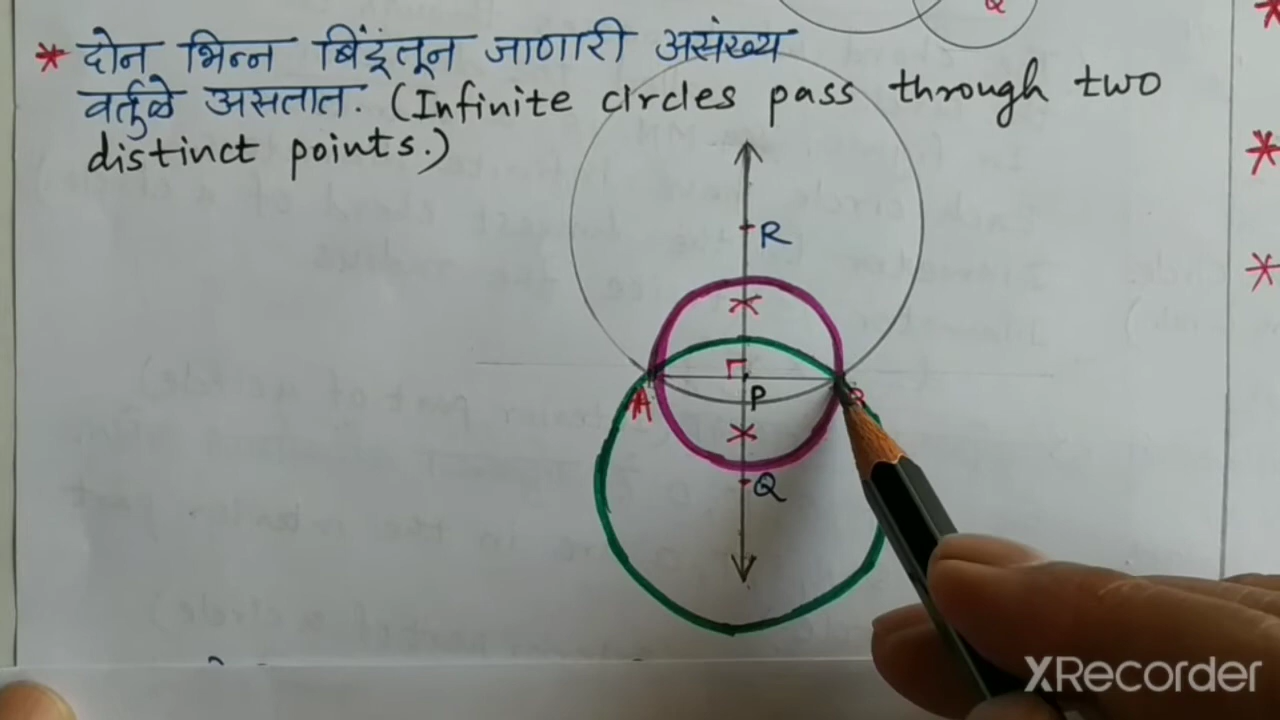 Q
* दोन भिन्न बिंदूंतून जाणारी असंख्य
वर्तुळे असतात. (Infinite circles pass through two
distinct points.)
R
A
P
B
Q
XRecorder